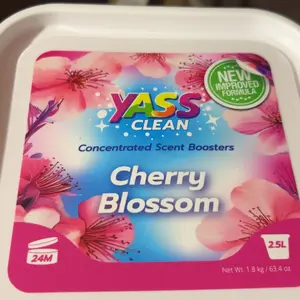 NEW
IMPROVED
FORMULA
YASS
CLEAN
Concentrated Scent Boosters
Cherry
Blossom
24M
2.5L
Net Wt. 1.8 kg / 63.4 oz